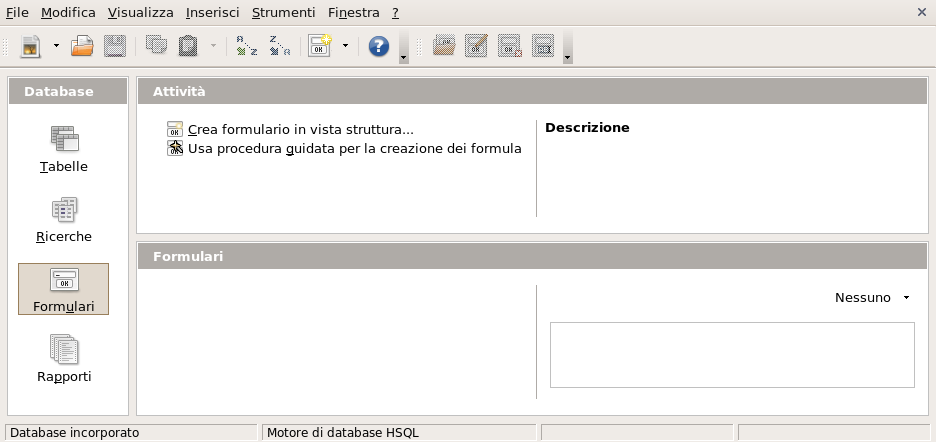 File Modifica Visualizza Inserisci Strumenti Finestra ?
Database
Tabelle
Ricerche
Formulari
Rapporti
Attività
Crea formulario in vista struttura...
Usa procedura guidata per la creazione dei formula
Descrizione
Formulari
Nessuno
Database incorporato
Motore di database HSQL